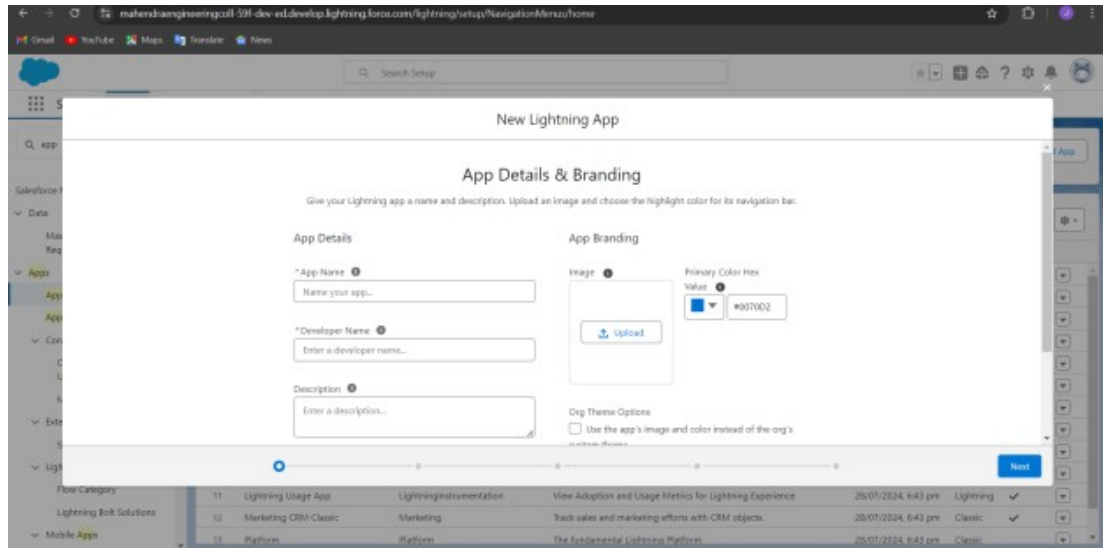 mahendraengineeringcoll-59f-dev-ed.develop.lightning.force.com/lightning/setup/NavigationMenus/home
Gmail YouTube Maps Translate News
Search Setup
S
New Lightning App
app
t App
App Details & Branding
Give your Lightning app a name and description. Upload an image and choose the highlight color for its navigation bar.
Salesforce
Data
App Details
App Branding
Apps
*App Name
Image
Primary Color Hex
Value
Name your app...
#0070D2
App
App
*Developer Name
Upload
Enter a developer name...
Description
Enter a description...
Org Theme Options
Use the app's image and color instead of the org's
custom theme
Next
Flow Category
11 Lightning Usage App LightningInstrumentation View Adoption and Usage Metrics for Lightning Experience 28/07/2024, 6:43 pm Lightning
Lightning Bolt Solutions
12 Marketing CRM Classic Marketing Track sales and marketing efforts with CRM objects. 28/07/2024, 6:43 pm Classic
Mobile Apps
13 Platform Platform The fundamental Lightning Platform 28/07/2024, 6:43 pm Classic